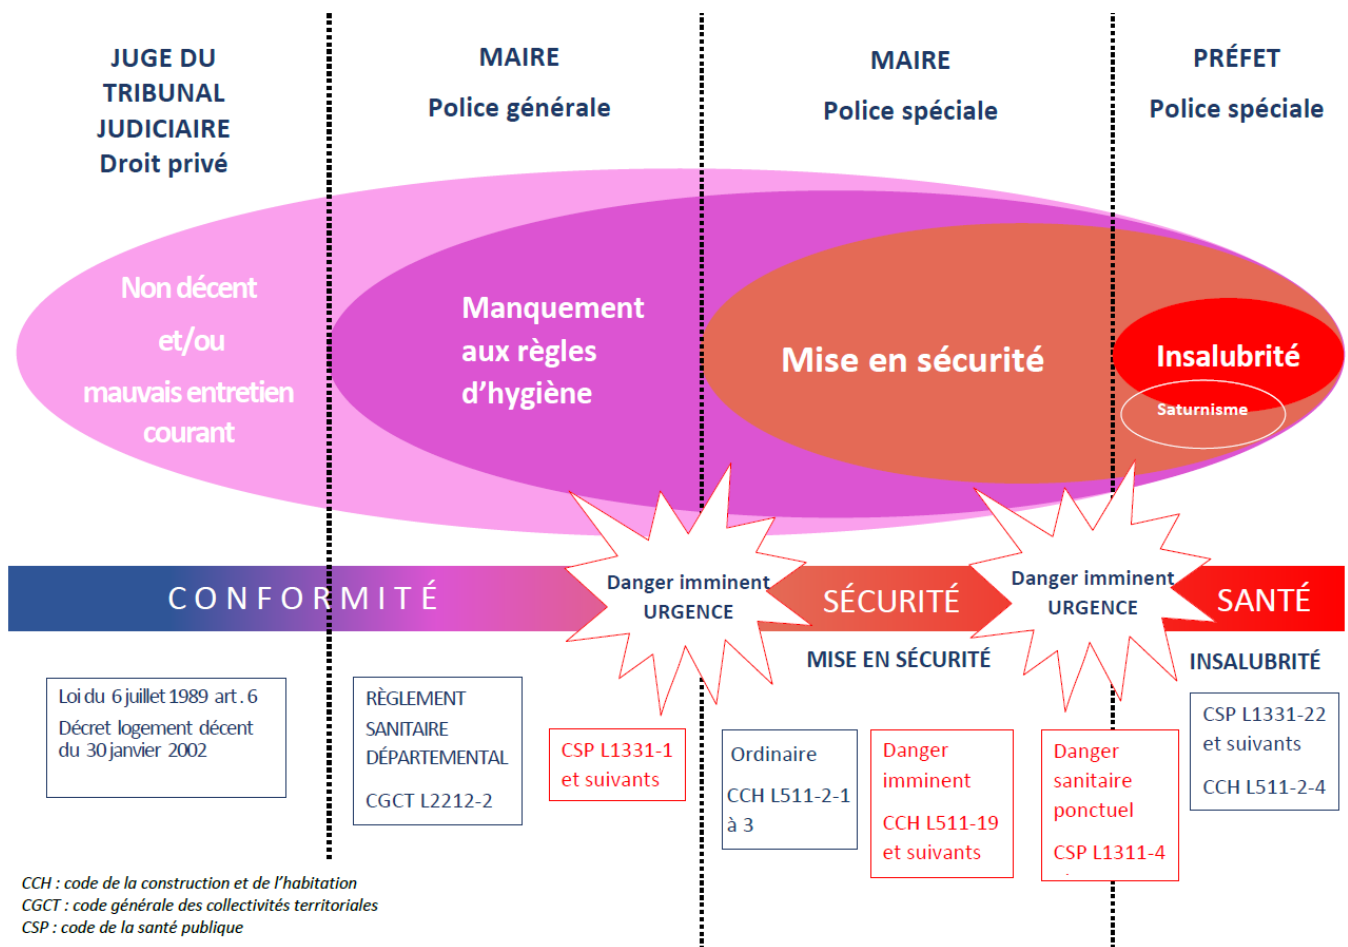 JUGE DU
TRIBUNAL
JUDICIAIRE
Droit privé
MAIRE
Police générale
MAIRE
Police spéciale
PRÉFET
Police spéciale
Non décent
et/ou
mauvais entretien
courant
Manquement
aux règles
d'hygiène
Mise en sécurité
Insalubrité
Saturnisme
CONFORMITÉ
Danger imminent
URGENCE
SÉCURITÉ
Danger imminent
URGENCE
SANTÉ
MISE EN SÉCURITÉ
INSALUBRITÉ
Loi du 6 juillet 1989 art. 6
Décret logement décent
du 30 janvier 2002
RÈGLEMENT
SANITAIRE
DÉPARTEMENTAL
CGCT L2212-2
CSP L1331-1
et suivants
Ordinaire
CCH L511-2-1
à 3
Danger
imminent
CCH L511-19
et suivants
Danger
sanitaire
ponctuel
CSP L1311-4
CSP L1331-22
et suivants
CCH L511-2-4
CCH : code de la construction et de l'habitation
CGCT : code générale des collectivités territoriales
CSP : code de la santé publique